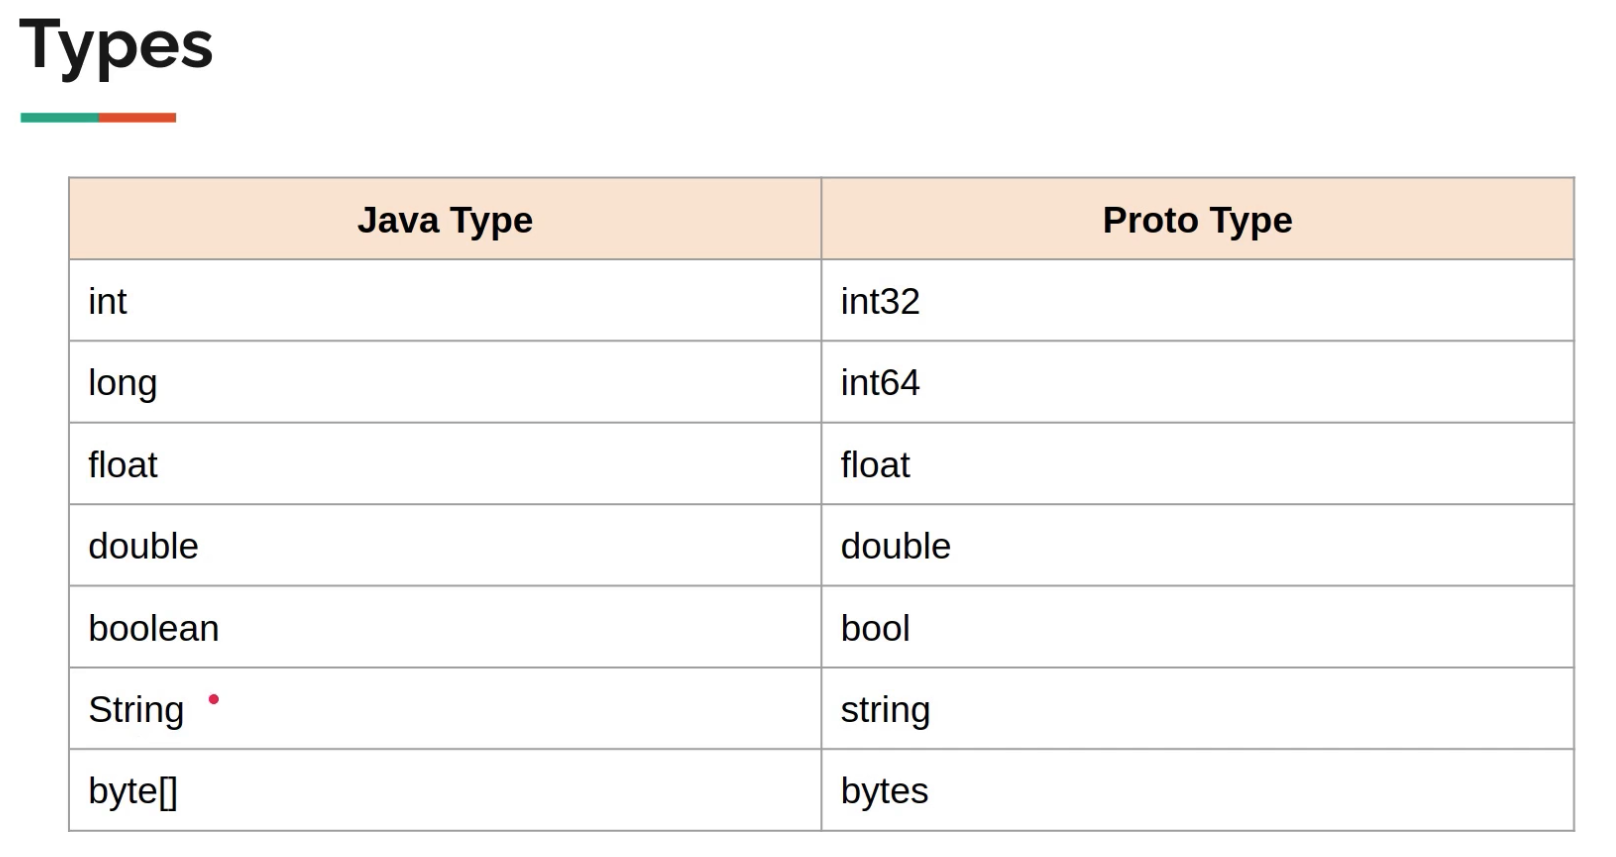 Types
Java Type Proto Type
int int32
long int64
float float
double double
boolean bool
String string
byte[] bytes